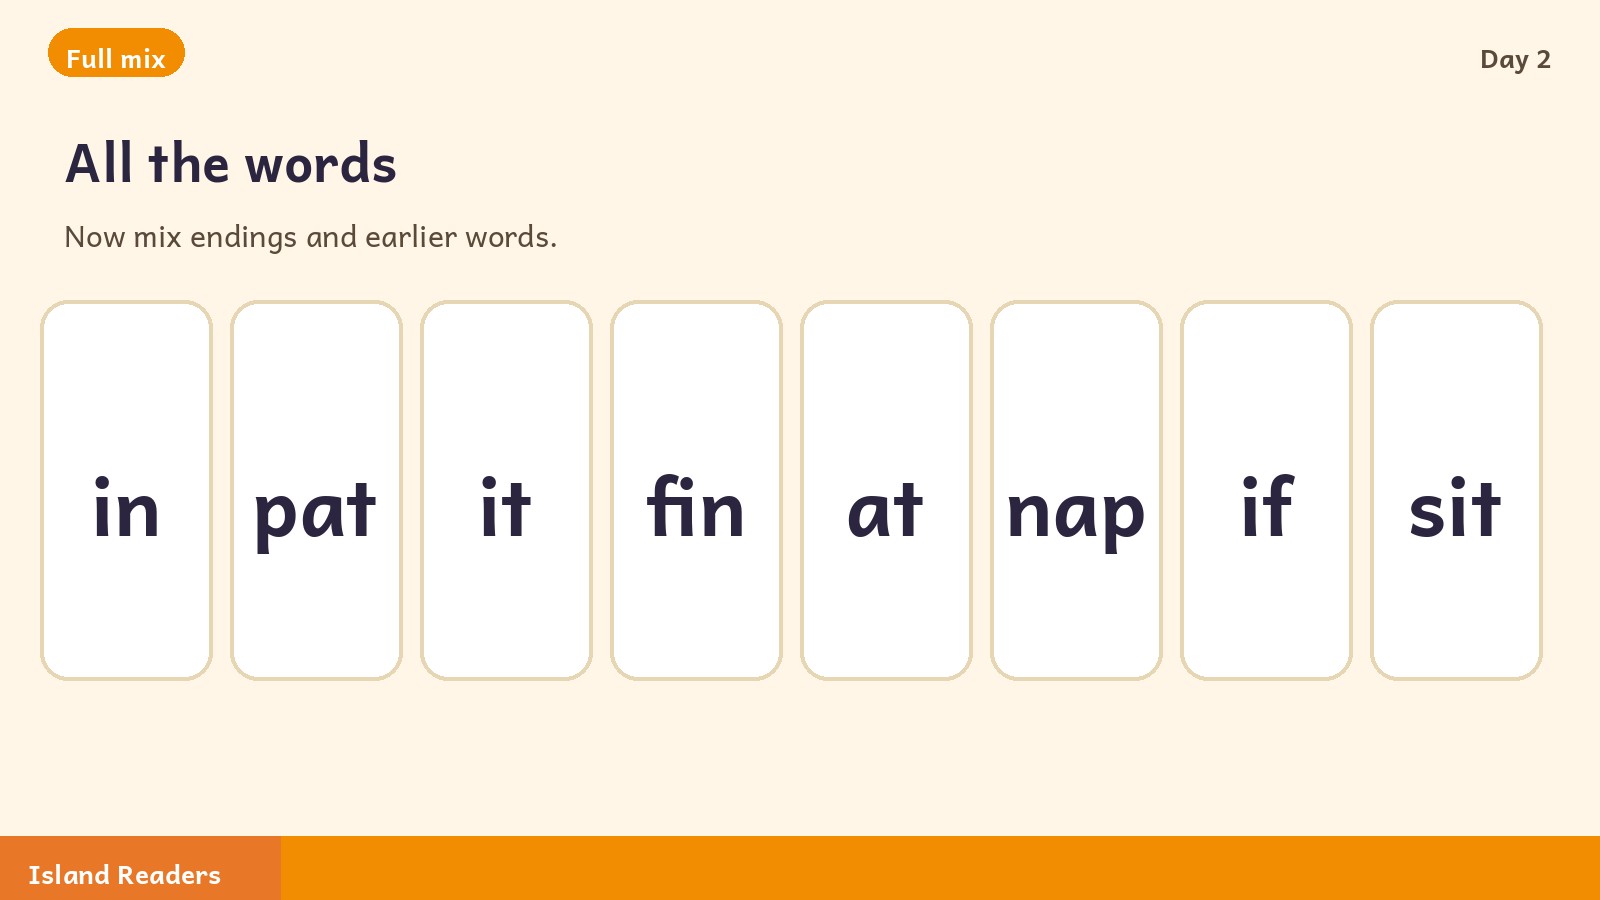 Full mix
Day 2
All the words
Now mix endings and earlier words.
in pat it fin at nap if sit
Island Readers